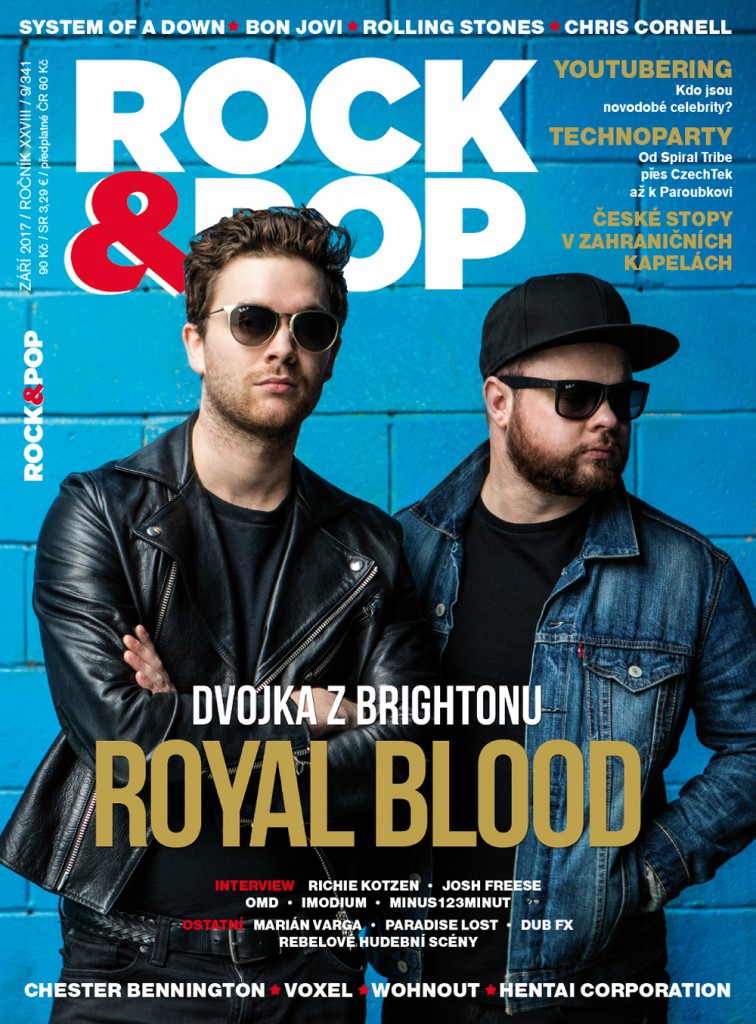 SYSTEM OF A DOWN ★ BON JOVI ★ ROLLING STONES ★ CHRIS CORNELL
ROCK
&POP
ZÁŘÍ 2017 / ROČNÍK XXVIII / 9/341
90 Kč / SR 3,29 € / předplatné ČR 60 Kč
ROCK&POP
YOUTUBERING
Kdo jsou
novodobé celebrity?
TECHNOPARTY
Od Spiral Tribe
přes CzechTek
až k Paroubkovi
ČESKÉ STOPY
V ZAHRANIČNÍCH
KAPELÁCH
DVOJKA Z BRIGHTONU
ROYAL BLOOD
INTERVIEW RICHIE KOTZEN • JOSH FREESE
OMD • IMODIUM • MINUS123MINUT
OSTATNÍ MARIÁN VARGA • PARADISE LOST • DUB FX
REBELOVÉ HUDEBNÍ SCÉNY
CHESTER BENNINGTON ★ VOXEL ★ WOHNOUT ★ HENTAI CORPORATION